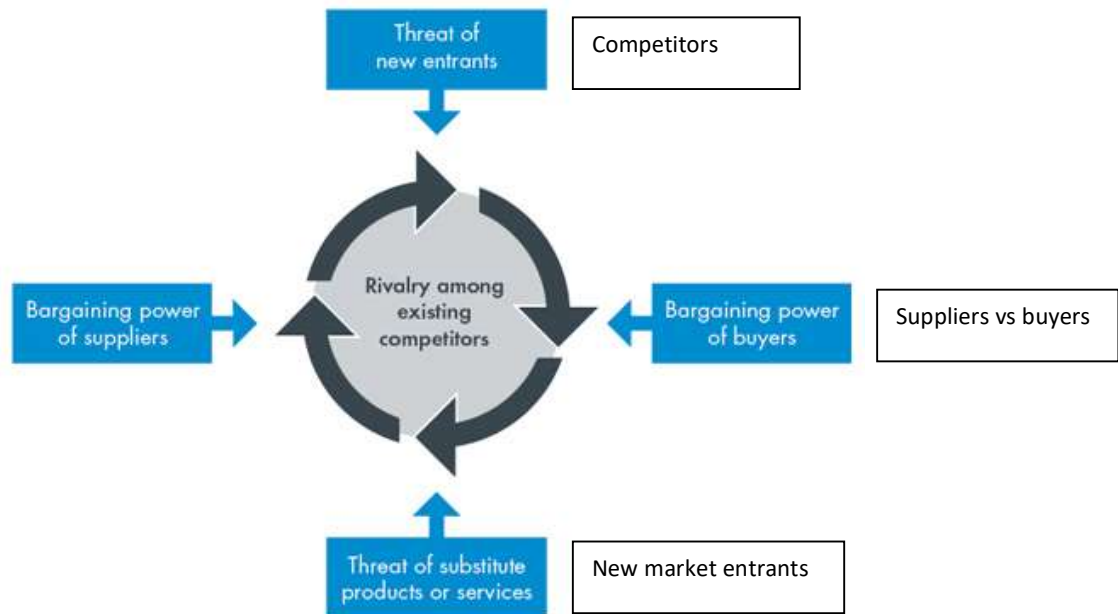 Threat of
new entrants
Competitors
Rivalry among
existing
competitors
Bargaining power
of suppliers
Bargaining power
of buyers
Suppliers vs buyers
Threat of substitute
products or services
New market entrants